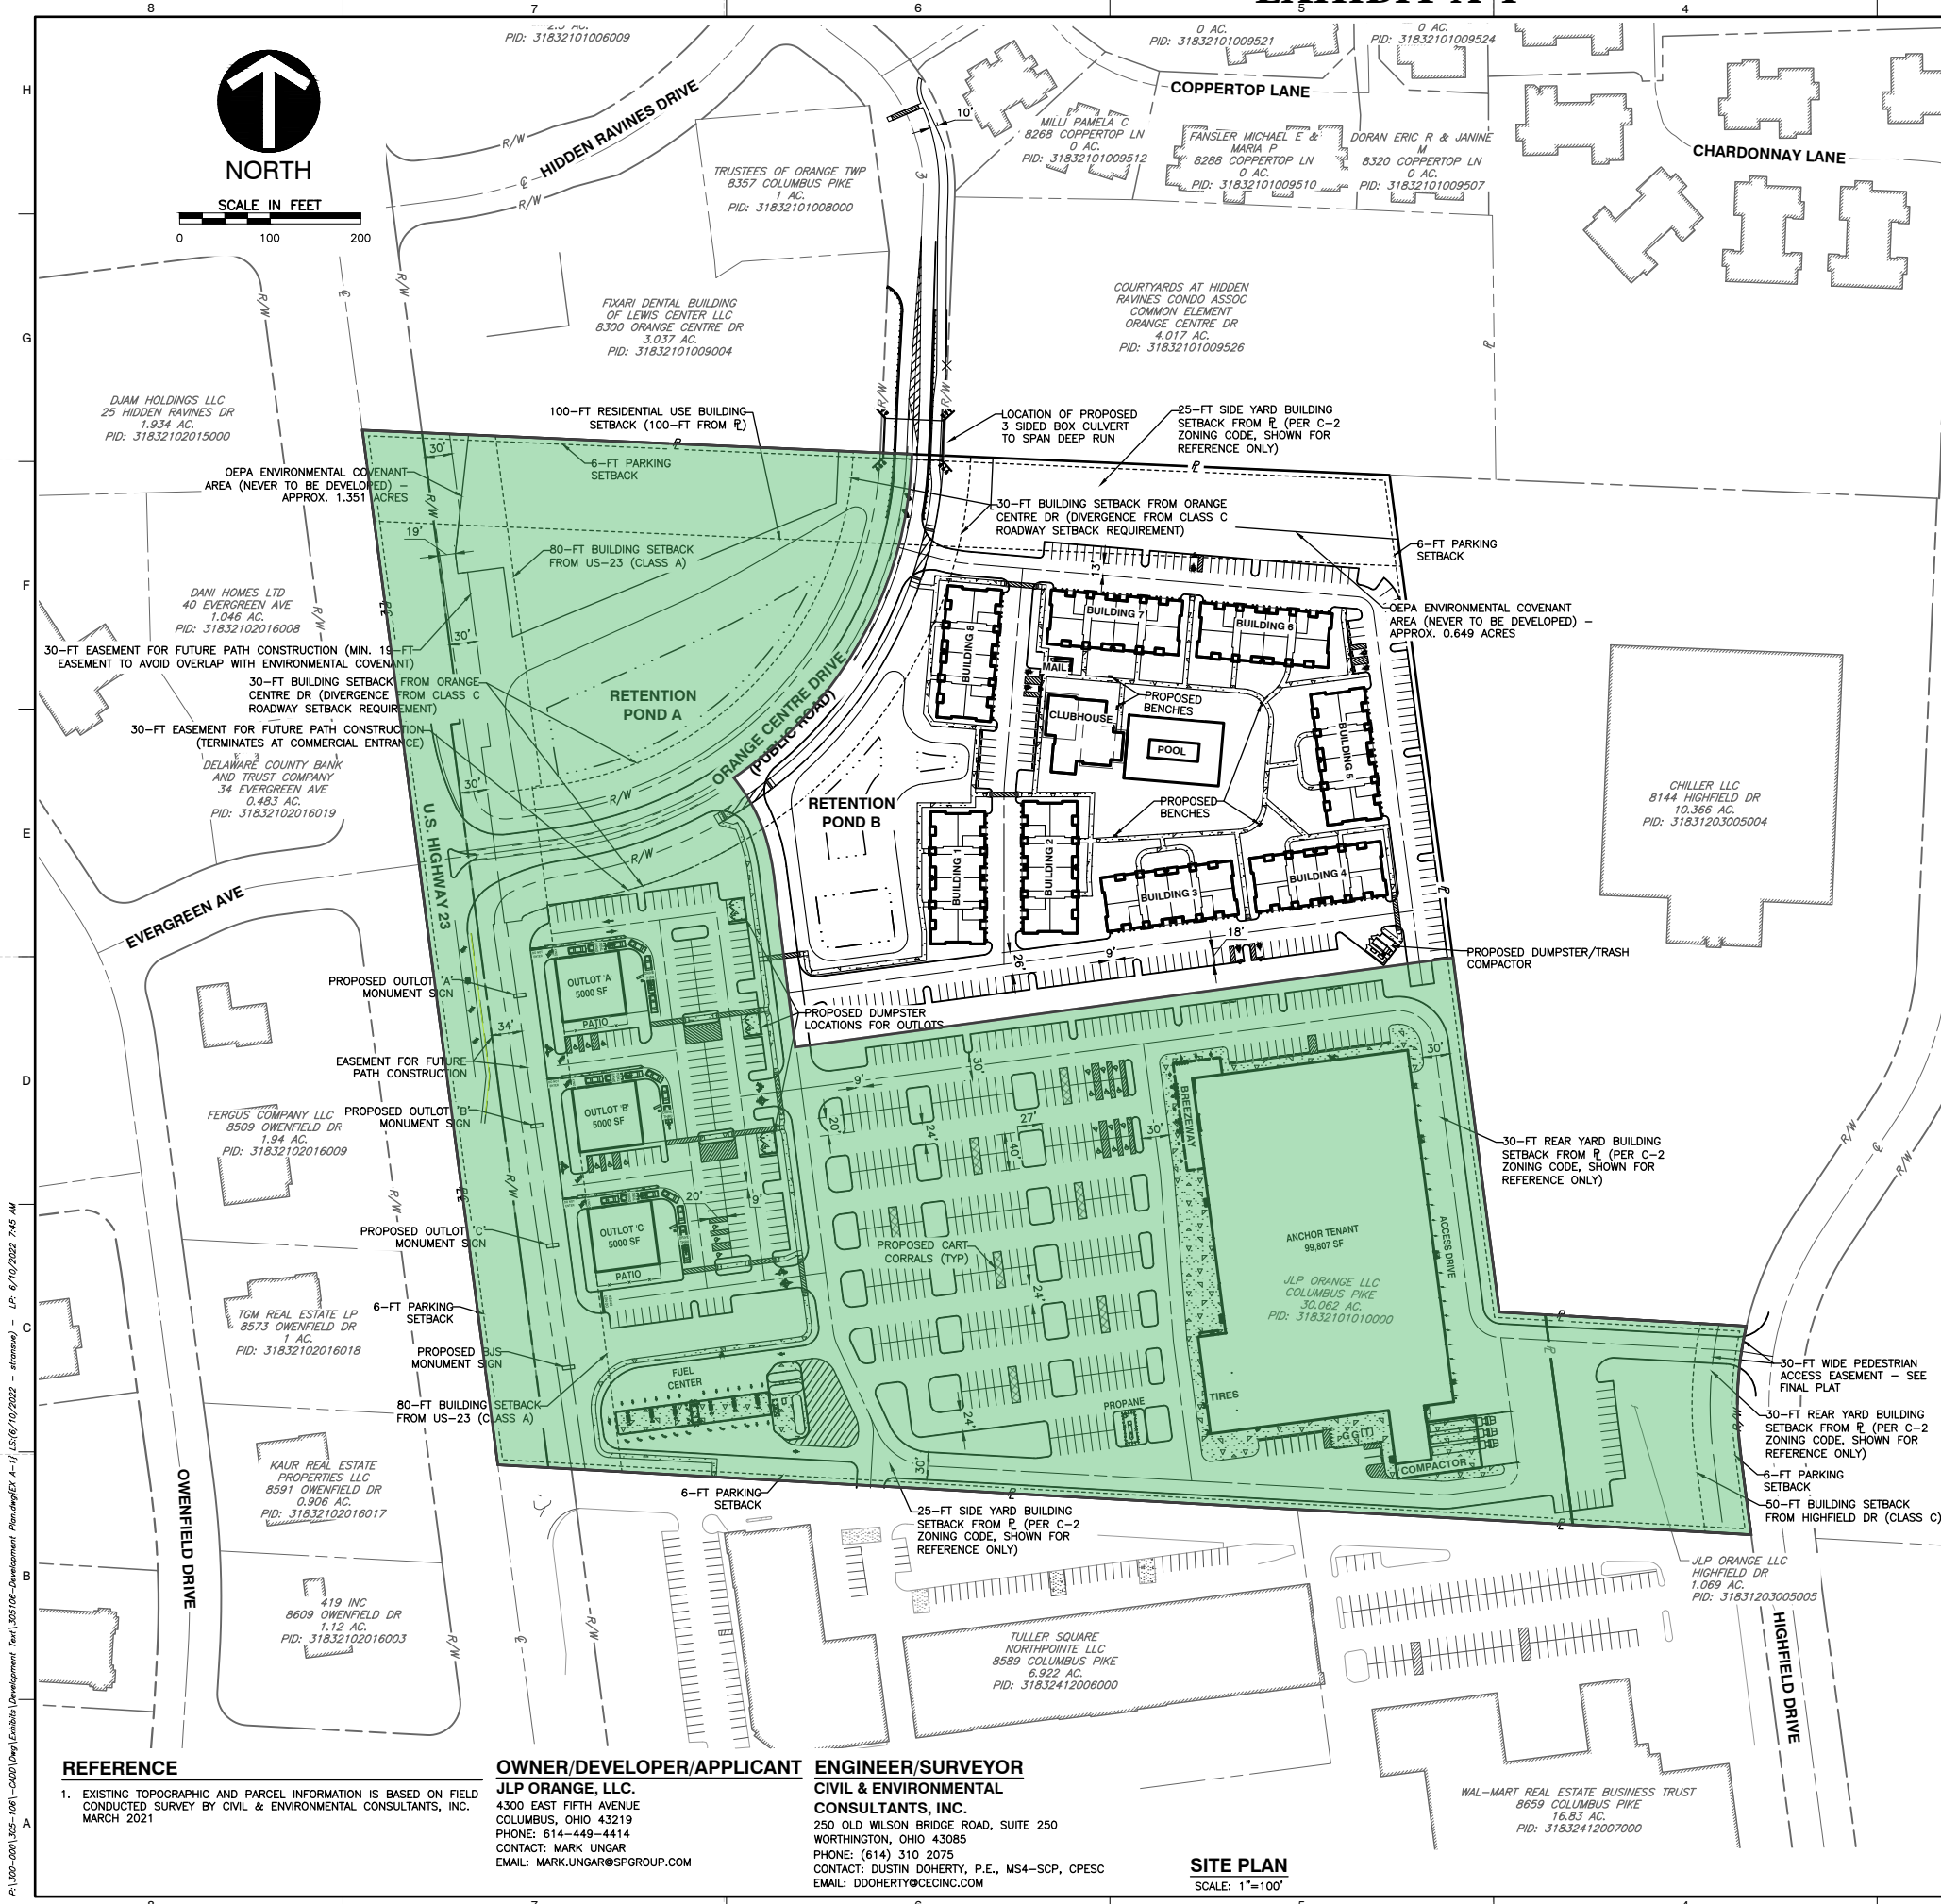 8
7
6
5
4
H
G
F
E
D
C
B
A
NORTH
SCALE IN FEET
0 100 200
PID: 31832101006009
HIDDEN RAVINES DRIVE
R/W
R/W
R/W
10'
0 AC.
PID: 31832101009521
0 AC.
PID: 31832101009524
COPPERTOP LANE
CHARDONNAY LANE
MILLI PAMELA C
8268 COPPERTOP LN
0 AC.
PID: 31832101009512
FANSLER MICHAEL E &
MARIA P
8288 COPPERTOP LN
0 AC.
PID: 31832101009510
DORAN ERIC R & JANINE
M
8320 COPPERTOP LN
0 AC.
PID: 31832101009507
TRUSTEES OF ORANGE TWP
8357 COLUMBUS PIKE
1 AC.
PID: 31832101008000
FIXARI DENTAL BUILDING
OF LEWIS CENTER LLC
8300 ORANGE CENTRE DR
3.037 AC.
PID: 31832101009004
COURTYARDS AT HIDDEN
RAVINES CONDO ASSOC
COMMON ELEMENT
ORANGE CENTRE DR
4.017 AC.
PID: 31832101009526
DJAM HOLDINGS LLC
25 HIDDEN RAVINES DR
1.934 AC.
PID: 31832102015000
100-FT RESIDENTIAL USE BUILDING
SETBACK (100-FT FROM PL)
LOCATION OF PROPOSED
3 SIDED BOX CULVERT
TO SPAN DEEP RUN
25-FT SIDE YARD BUILDING
SETBACK FROM PL (PER C-2
ZONING CODE, SHOWN FOR
REFERENCE ONLY)
30'
6-FT PARKING
SETBACK
OEPA ENVIRONMENTAL COVENANT
AREA (NEVER TO BE DEVELOPED) -
APPROX. 1.351 ACRES
30-FT BUILDING SETBACK FROM ORANGE
CENTRE DR (DIVERGENCE FROM CLASS C
ROADWAY SETBACK REQUIREMENT)
6-FT PARKING
SETBACK
19'
80-FT BUILDING SETBACK
FROM US-23 (CLASS A)
13'
DANI HOMES LTD
40 EVERGREEN AVE
1.046 AC.
PID: 31832102016008
OEPA ENVIRONMENTAL COVENANT
AREA (NEVER TO BE DEVELOPED) -
APPROX. 0.649 ACRES
BUILDING 8
BUILDING 7
BUILDING 6
30'
30-FT EASEMENT FOR FUTURE PATH CONSTRUCTION (MIN. 19-FT
EASEMENT TO AVOID OVERLAP WITH ENVIRONMENTAL COVENANT)
30-FT BUILDING SETBACK FROM ORANGE
CENTRE DR (DIVERGENCE FROM CLASS C
ROADWAY SETBACK REQUIREMENT)
RETENTION
POND A
ORANGE CENTRE DRIVE
(PUBLIC ROAD)
MAIL
PROPOSED
BENCHES
CLUBHOUSE
POOL
BUILDING 5
30-FT EASEMENT FOR FUTURE PATH CONSTRUCTION
(TERMINATES AT COMMERCIAL ENTRANCE)
DELAWARE COUNTY BANK
AND TRUST COMPANY
34 EVERGREEN AVE
0.483 AC.
PID: 31832102016019
30'
R/W
U.S. HIGHWAY 23
RETENTION
POND B
PROPOSED
BENCHES
CHILLER LLC
8144 HIGHFIELD DR
10.366 AC.
PID: 31831203005004
R/W
BUILDING 1
BUILDING 2
BUILDING 3
BUILDING 4
EVERGREEN AVE
18'
9'
26'
PROPOSED DUMPSTER/TRASH
COMPACTOR
PROPOSED OUTLOT 'A'
MONUMENT SIGN
OUTLOT 'A'
5000 SF
PATIO
PROPOSED DUMPSTER
LOCATIONS FOR OUTLOTS
34'
EASEMENT FOR FUTURE
PATH CONSTRUCTION
30'
30'
9'
FERGUS COMPANY LLC
8509 OWENFIELD DR
1.94 AC.
PID: 31832102016009
PROPOSED OUTLOT 'B'
MONUMENT SIGN
OUTLOT 'B'
5000 SF
20'
24'
27'
40'
30'
BREEZEWAY
30-FT REAR YARD BUILDING
SETBACK FROM PL (PER C-2
ZONING CODE, SHOWN FOR
REFERENCE ONLY)
20'
9'
PROPOSED OUTLOT 'C'
MONUMENT SIGN
OUTLOT 'C'
5000 SF
PATIO
PROPOSED CART
CORRALS (TYP)
24'
ANCHOR TENANT
99,807 SF
ACCESS DRIVE
JLP ORANGE LLC
COLUMBUS PIKE
30.062 AC.
PID: 31832101010000
TGM REAL ESTATE LP
8573 OWENFIELD DR
1 AC.
PID: 31832102016018
6-FT PARKING
SETBACK
PROPOSED BJS
MONUMENT SIGN
FUEL
CENTER
80-FT BUILDING SETBACK
FROM US-23 (CLASS A)
TIRES
PROPANE
24'
30'
COMPACTOR
30-FT WIDE PEDESTRIAN
ACCESS EASEMENT - SEE
FINAL PLAT
30-FT REAR YARD BUILDING
SETBACK FROM PL (PER C-2
ZONING CODE, SHOWN FOR
REFERENCE ONLY)
6-FT PARKING
SETBACK
50-FT BUILDING SETBACK
FROM HIGHFIELD DR (CLASS C)
KAUR REAL ESTATE
PROPERTIES LLC
8591 OWENFIELD DR
0.906 AC.
PID: 31832102016017
6-FT PARKING
SETBACK
25-FT SIDE YARD BUILDING
SETBACK FROM PL (PER C-2
ZONING CODE, SHOWN FOR
REFERENCE ONLY)
OWENFIELD DRIVE
JLP ORANGE LLC
HIGHFIELD DR
1.069 AC.
PID: 31831203005005
419 INC
8609 OWENFIELD DR
1.12 AC.
PID: 31832102016003
TULLER SQUARE
NORTHPOINTE LLC
8589 COLUMBUS PIKE
6.922 AC.
PID: 31832412006000
HIGHFIELD DRIVE
WAL-MART REAL ESTATE BUSINESS TRUST
8659 COLUMBUS PIKE
16.83 AC.
PID: 31832412007000
REFERENCE
1. EXISTING TOPOGRAPHIC AND PARCEL INFORMATION IS BASED ON FIELD
CONDUCTED SURVEY BY CIVIL & ENVIRONMENTAL CONSULTANTS, INC.
MARCH 2021
OWNER/DEVELOPER/APPLICANT
JLP ORANGE, LLC.
4300 EAST FIFTH AVENUE
COLUMBUS, OHIO 43219
PHONE: 614-449-4414
CONTACT: MARK UNGAR
EMAIL: MARK.UNGAR@SPGROUP.COM
ENGINEER/SURVEYOR
CIVIL & ENVIRONMENTAL
CONSULTANTS, INC.
250 OLD WILSON BRIDGE ROAD, SUITE 250
WORTHINGTON, OHIO 43085
PHONE: (614) 310 2075
CONTACT: DUSTIN DOHERTY, P.E., MS4-SCP, CPESC
EMAIL: DDOHERTY@CECINC.COM
SITE PLAN
SCALE: 1"=100'